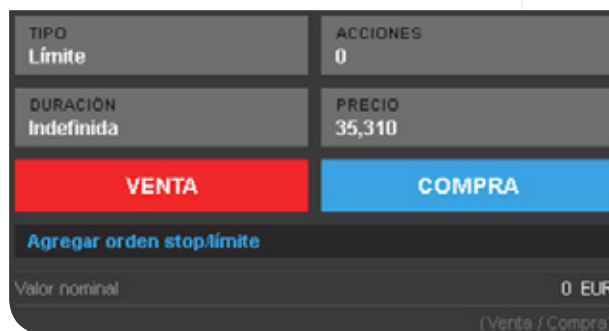 TIPO
Límite
ACCIONES
0
DURACIÓN
Indefinida
PRECIO
35,310
VENTA
COMPRA
Agregar orden stop/límite
Valor nominal
0 EUR
(Venta / Compra